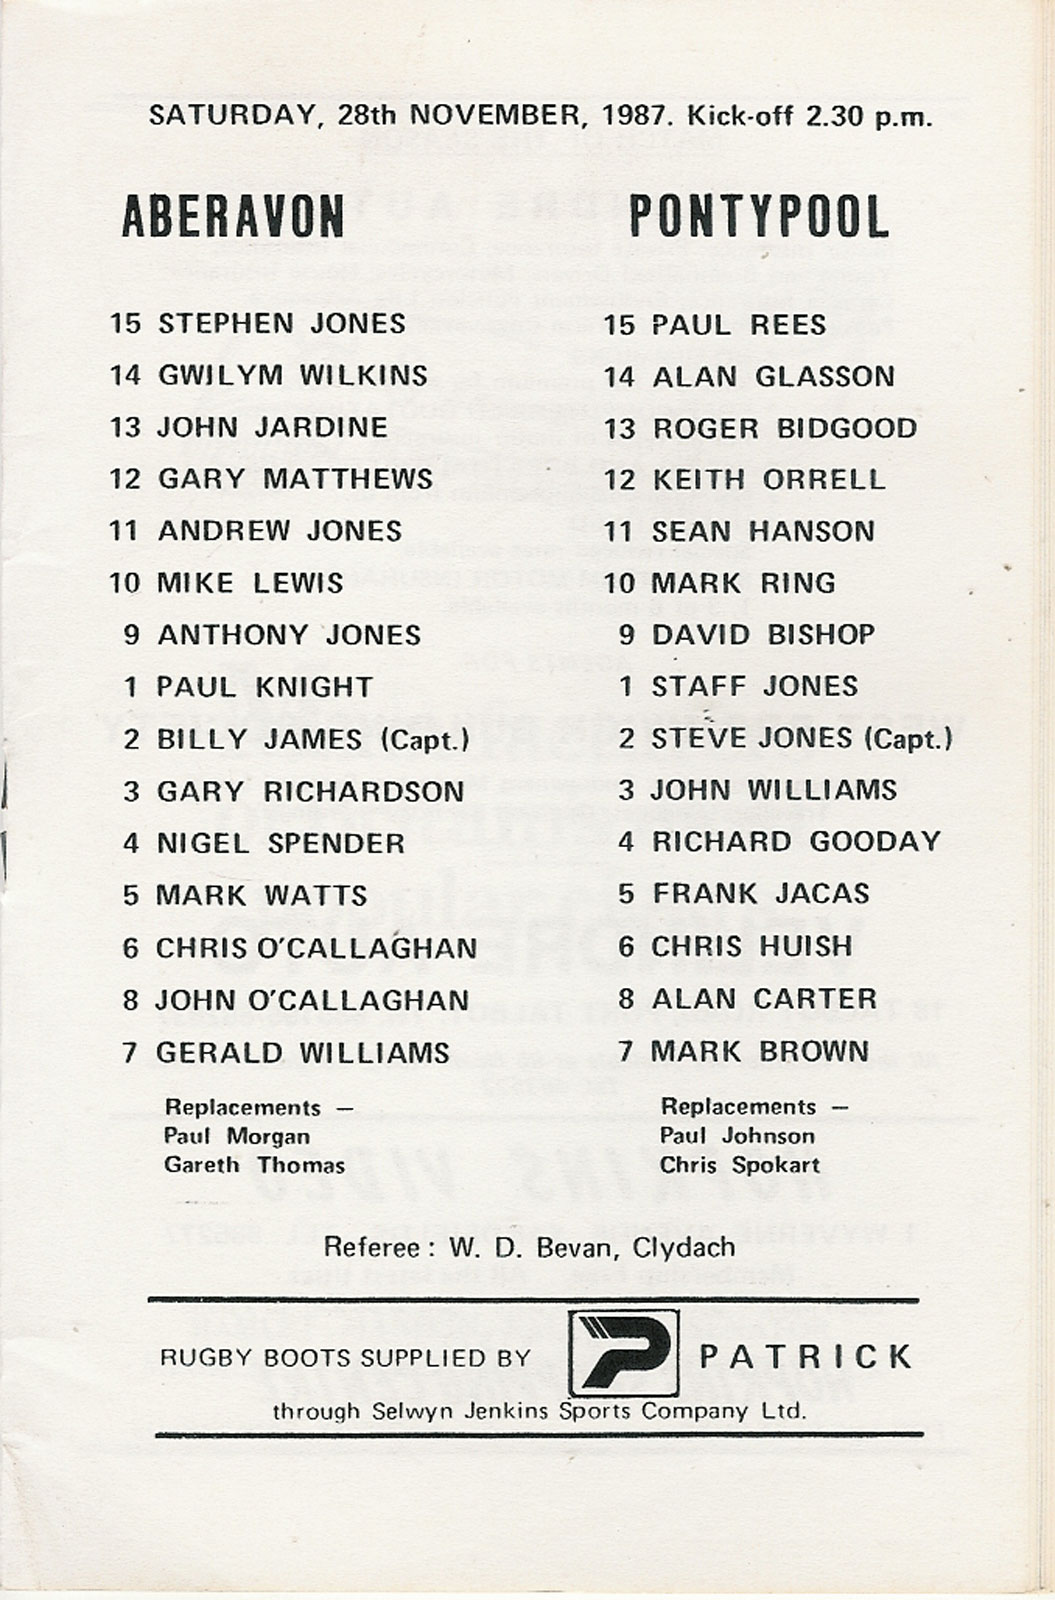 SATURDAY, 28th NOVEMBER, 1987. Kick-off 2.30 p.m.
ABERAVON
15 STEPHEN JONES
14 GWILYM WILKINS
13 JOHN JARDINE
12 GARY MATTHEWS
11 ANDREW JONES
10 MIKE LEWIS
9 ANTHONY JONES
1 PAUL KNIGHT
2 BILLY JAMES (Capt.)
3 GARY RICHARDSON
4 NIGEL SPENDER
5 MARK WATTS
6 CHRIS O'CALLAGHAN
8 JOHN O'CALLAGHAN
7 GERALD WILLIAMS
Replacements —
Paul Morgan
Gareth Thomas
PONTYPOOL
15 PAUL REES
14 ALAN GLASSON
13 ROGER BIDGOOD
12 KEITH ORRELL
11 SEAN HANSON
10 MARK RING
9 DAVID BISHOP
1 STAFF JONES
2 STEVE JONES (Capt.)
3 JOHN WILLIAMS
4 RICHARD GOODAY
5 FRANK JACAS
6 CHRIS HUISH
8 ALAN CARTER
7 MARK BROWN
Replacements —
Paul Johnson
Chris Spokart
Referee : W. D. Bevan, Clydach
RUGBY BOOTS SUPPLIED BY P PATRICK
through Selwyn Jenkins Sports Company Ltd.